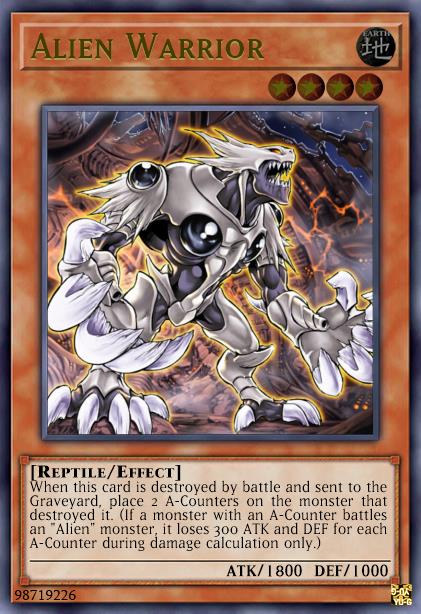 Alien Warrior
EARTH
地
[Reptile/Effect]
When this card is destroyed by battle and sent to the
Graveyard, place 2 A-Counters on the monster that
destroyed it. (If a monster with an A-Counter battles
an "Alien" monster, it loses 300 ATK and DEF for each
A-Counter during damage calculation only.)
ATK/1800 DEF/1000
98719226